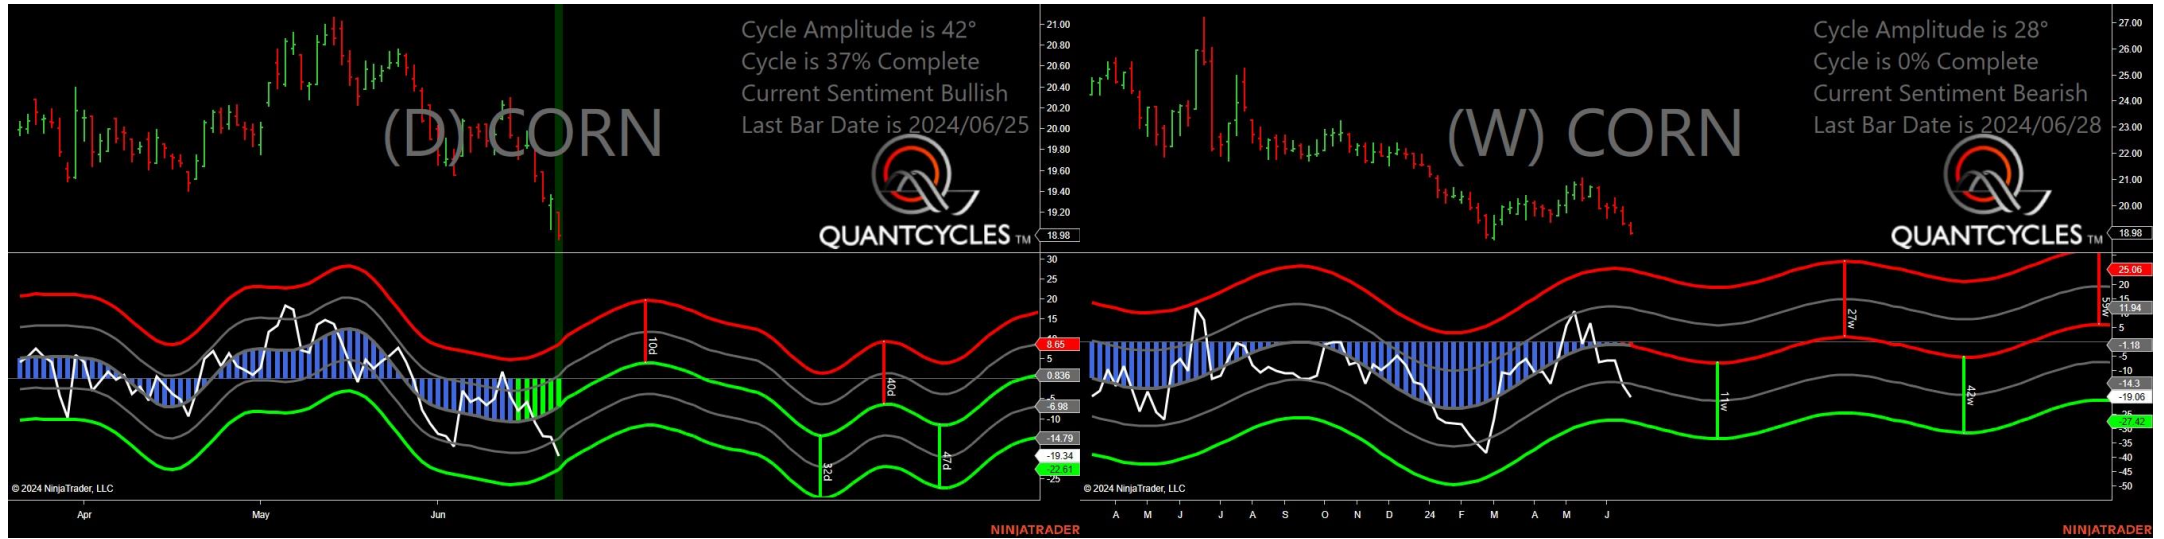 Cycle Amplitude is 42°
Cycle is 37% Complete
Current Sentiment Bullish
Last Bar Date is 2024/06/25
(D) CORN
QUANTCYCLES TM
21.00
20.80
20.60
20.40
20.20
20.00
19.80
19.60
19.40
19.20
18.98
30
25
20
15
8.65
5
0.836
-6.98
-10
-14.79
-19.34
-22.61
-25
10d
32d
40d
47d
© 2024 NinjaTrader, LLC
Apr
May
Jun
NINJATRADER
Cycle Amplitude is 28°
Cycle is 0% Complete
Current Sentiment Bearish
Last Bar Date is 2024/06/28
(W) CORN
QUANTCYCLES TM
27.00
26.00
25.00
24.00
23.00
22.00
21.00
20.00
18.98
25.06
20
15
11.94
5
-1.18
-5
-10
-14.3
-19.06
-27.42
-30
-35
-40
-45
-50
11w
27w
42w
59w
© 2024 NinjaTrader, LLC
A M J J A S O N D 24 F M A M J
NINJATRADER